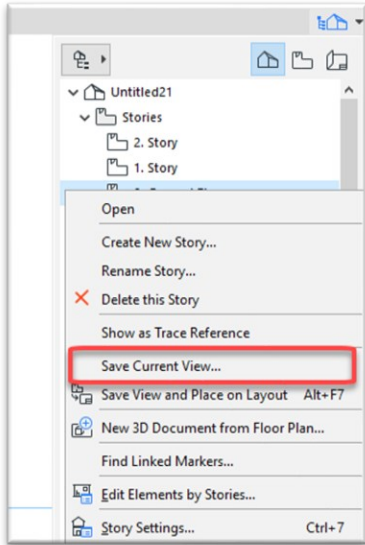 Untitled21
Stories
2. Story
1. Story
Open
Create New Story...
Rename Story...
Delete this Story
Show as Trace Reference
Save Current View...
Save View and Place on Layout Alt+F7
New 3D Document from Floor Plan...
Find Linked Markers...
Edit Elements by Stories...
Story Settings... Ctrl+7